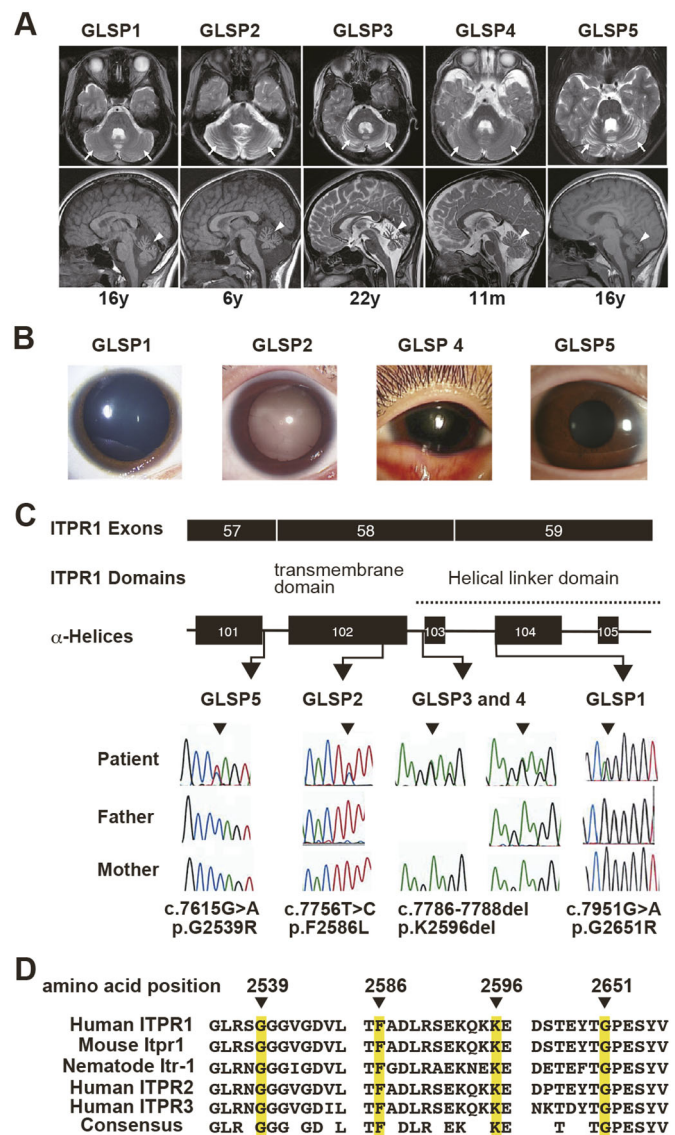 A
GLSP1 GLSP2 GLSP3 GLSP4 GLSP5
16y 6y 22y 11m 16y
B
GLSP1 GLSP2 GLSP 4 GLSP5
C
ITPR1 Exons 57 58 59
ITPR1 Domains transmembrane domain Helical linker domain
α-Helices 101 102 103 104 105
GLSP5 GLSP2 GLSP3 and 4 GLSP1
Patient
Father
Mother
c.7615G>A c.7756T>C c.7786-7788del c.7951G>A
p.G2539R p.F2586L p.K2596del p.G2651R
D
amino acid position 2539 2586 2596 2651
Human ITPR1 GLRSGGGVGDVL TFADLRSEKQKKE DSTEYTGPESYV
Mouse Itpr1 GLRSGGGVGDVL TFADLRSEKQKKE DSTEYTGPESYV
Nematode Itr-1 GLRNGGGIGDVL TFGDLRAEKNEKE DETEFTGPESYV
Human ITPR2 GLRNGGGVGDVL TFADLRSEKQKKE DPTEYTGPESYV
Human ITPR3 GLRNGGGVGDIL TFADLRSEKQKKE NKTDYTGPESYV
Consensus GLR GGG GD L TF DLR EK KE T TGPESYV